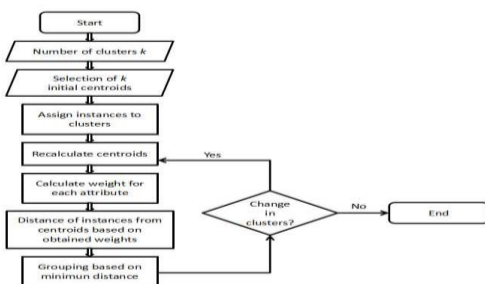 Start
Number of clusters k
Selection of k
initial centroids
Assign instances to
clusters
Recalculate centroids
Calculate weight for
each attribute
Distance of instances from
centroids based on
obtained weights
Grouping based on
minimun distance
Yes
Change
in
clusters?
No
End